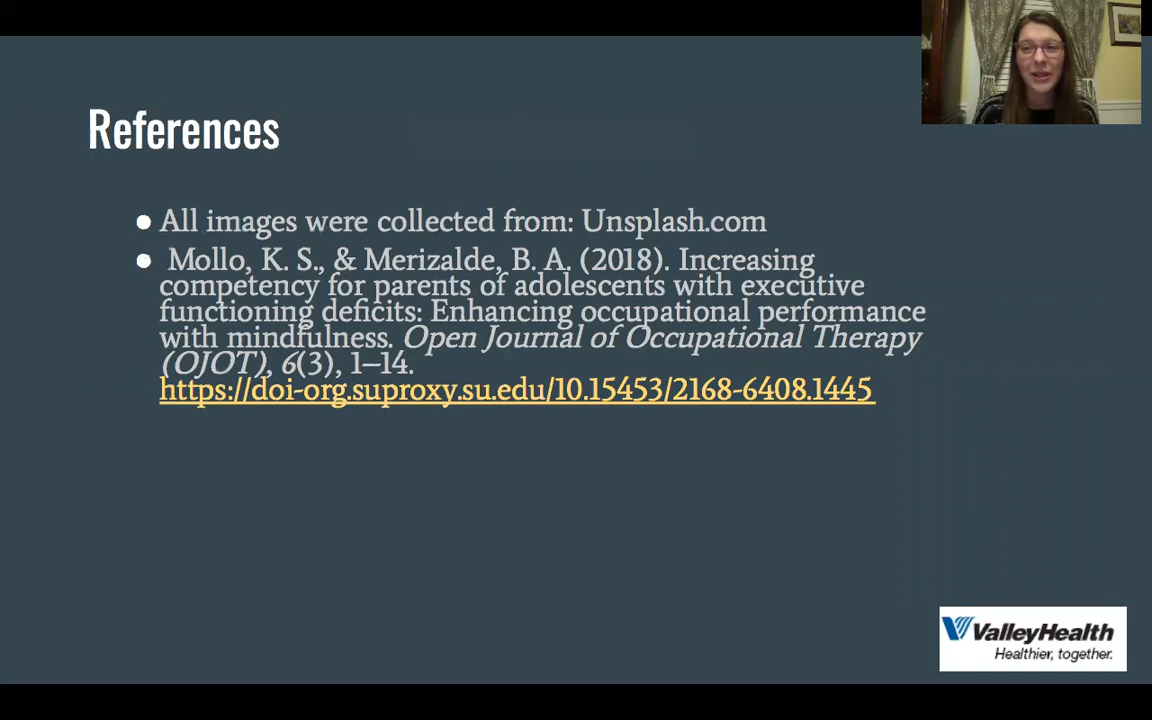 References
● All images were collected from: Unsplash.com
● Mollo, K. S., & Merizalde, B. A. (2018). Increasing
competency for parents of adolescents with executive
functioning deficits: Enhancing occupational performance
with mindfulness. Open Journal of Occupational Therapy
(OJOT), 6(3), 1–14.
https://doi-org.suproxy.su.edu/10.15453/2168-6408.1445
ValleyHealth
Healthier, together.